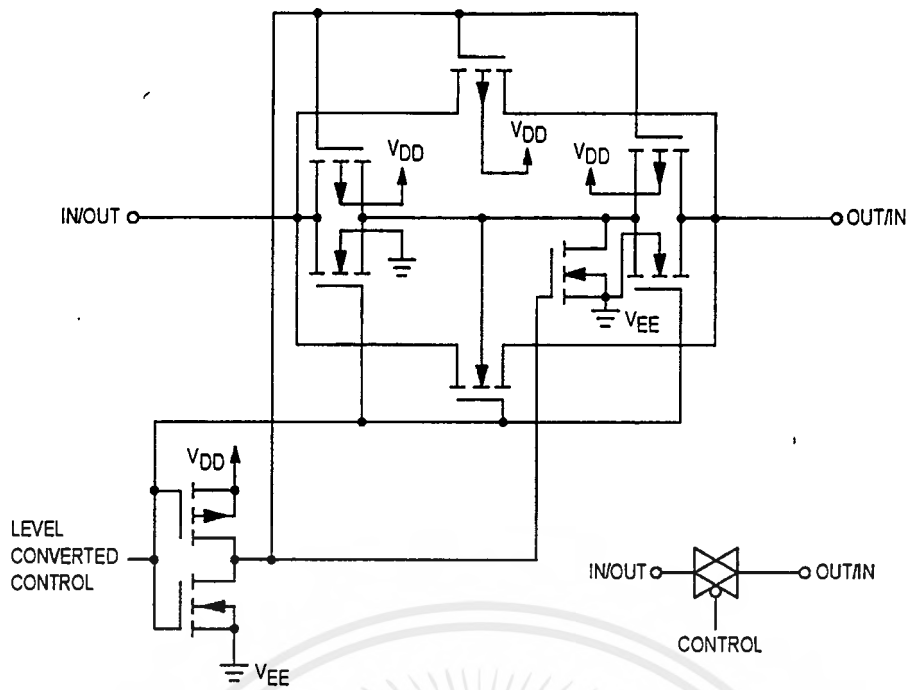 VDD
VDD
VDD
IN/OUT
OUT/IN
VEE
VDD
LEVEL
CONVERTED
CONTROL
IN/OUT
OUT/IN
CONTROL
VEE